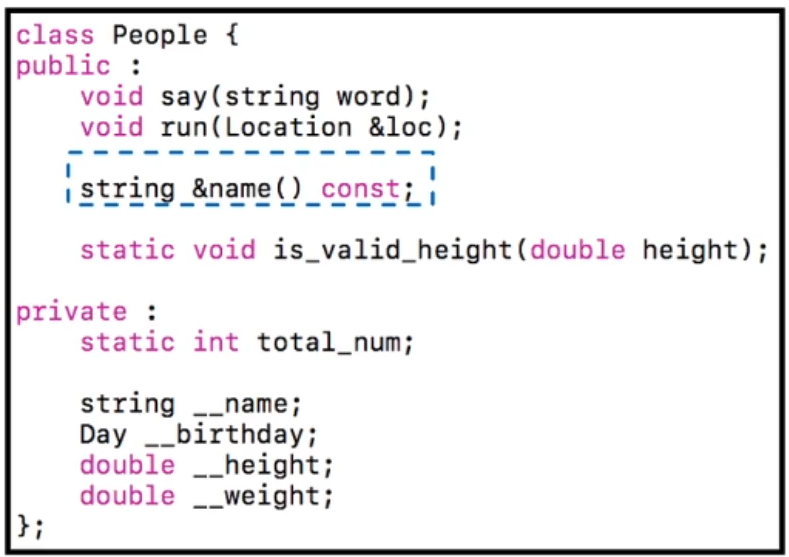 class People {
public :
    void say(string word);
    void run(Location &loc);
    string &name() const;
    static void is_valid_height(double height);
private :
    static int total_num;
    string __name;
    Day __birthday;
    double __height;
    double __weight;
};